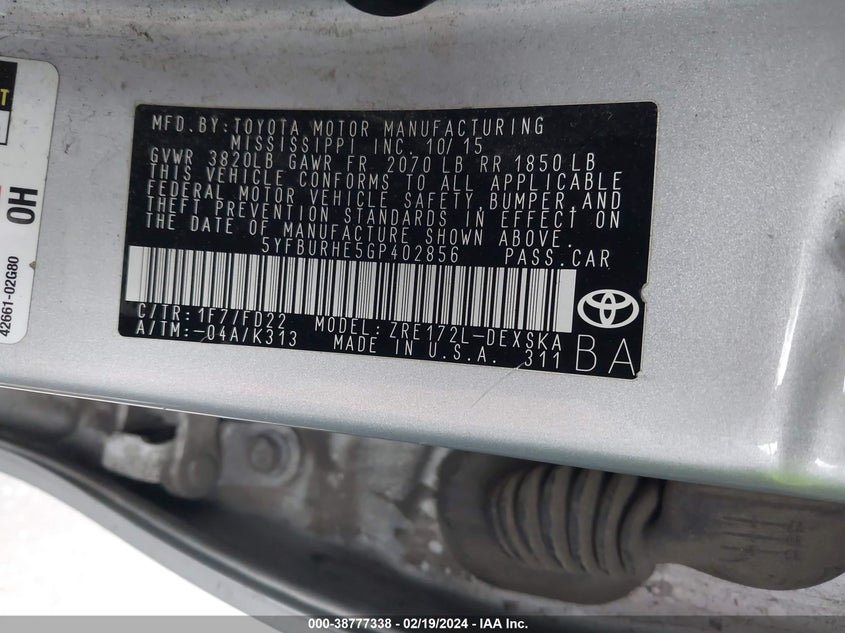 MFD. BY: TOYOTA MOTOR MANUFACTURING
MISSISSIPPI INC. 10/15
GVWR 3820LB GAWR FR 2070 LB RR 1850 LB
THIS VEHICLE CONFORMS TO ALL APPLICABLE
FEDERAL MOTOR VEHICLE SAFETY, BUMPER, AND
THEFT PREVENTION STANDARDS IN EFFECT ON
THE DATE OF MANUFACTURE SHOWN ABOVE.
5YFBURHE5GP402856 PASS. CAR
C/TR: 1F7/FD22 MODEL: ZRE172L-DEXSKA
A/TM: -04A/K313 MADE IN U.S.A. 311
BA
T
HO
42661-02G80
000-38777338 - 02/19/2024 - IAAI.COM